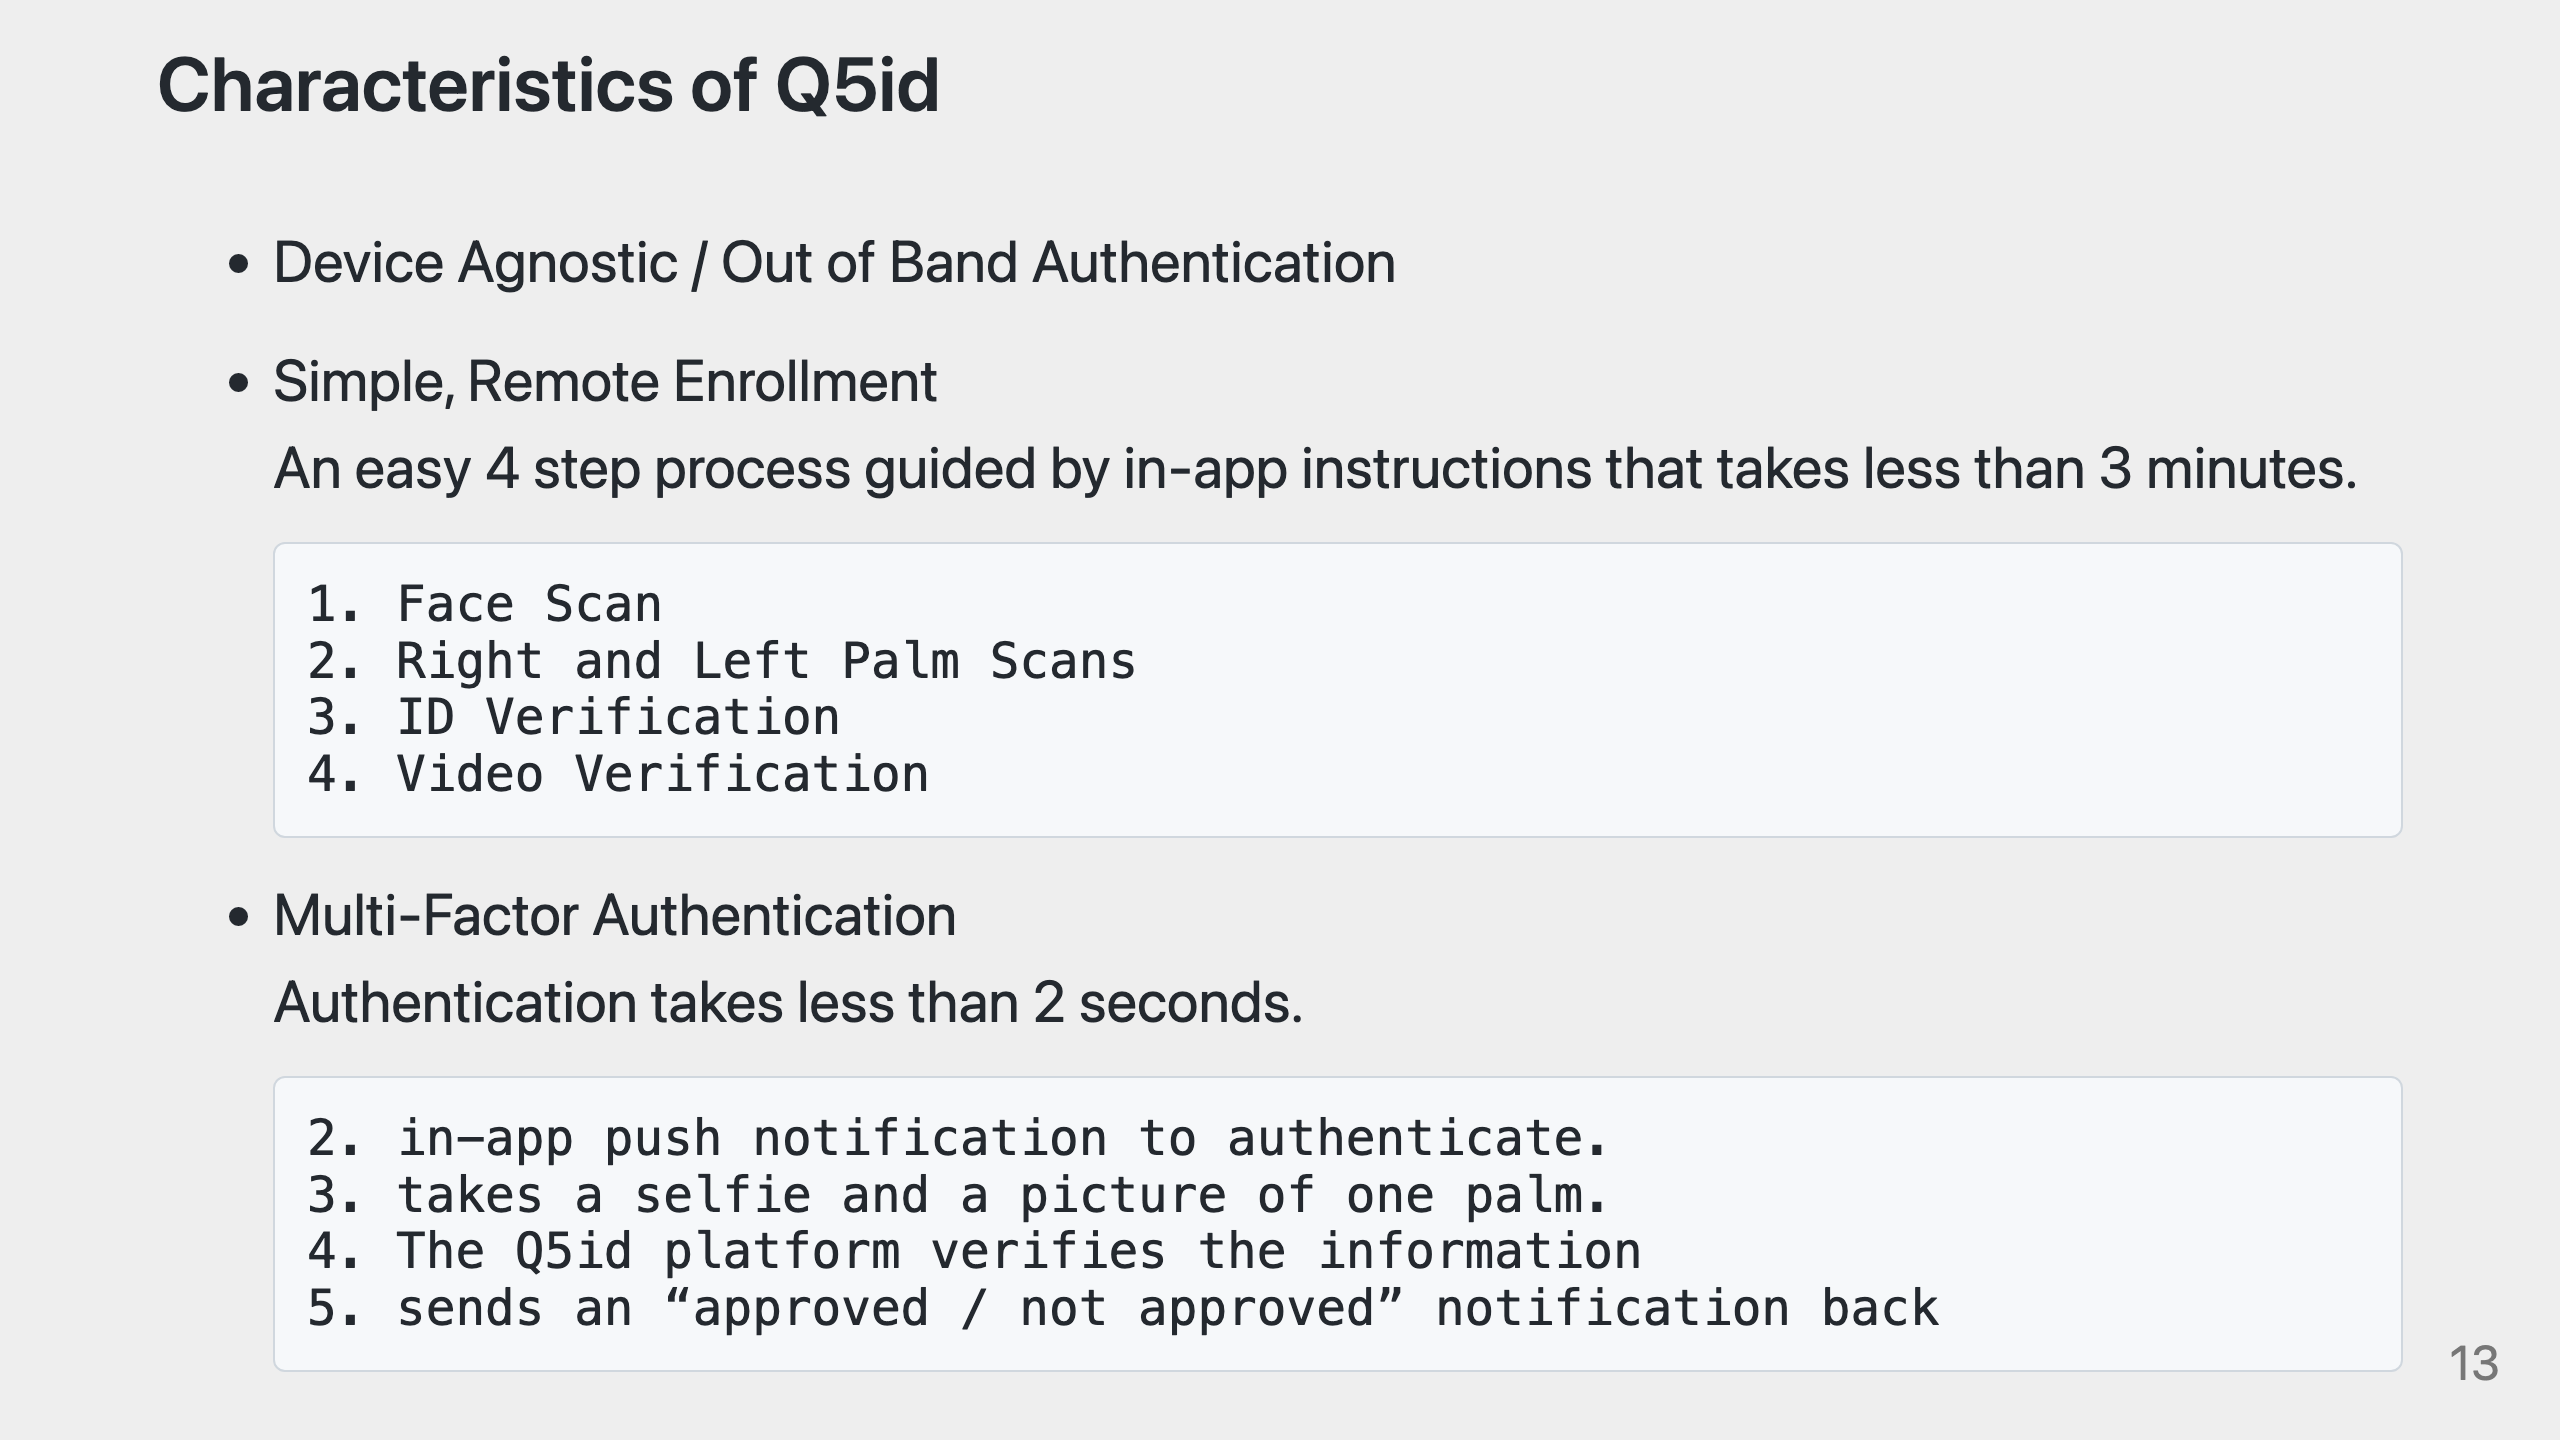 Characteristics of Q5id
• Device Agnostic / Out of Band Authentication
• Simple, Remote Enrollment
An easy 4 step process guided by in-app instructions that takes less than 3 minutes.
1. Face Scan
2. Right and Left Palm Scans
3. ID Verification
4. Video Verification
• Multi-Factor Authentication
Authentication takes less than 2 seconds.
2. in-app push notification to authenticate.
3. takes a selfie and a picture of one palm.
4. The Q5id platform verifies the information
5. sends an “approved / not approved” notification back
13